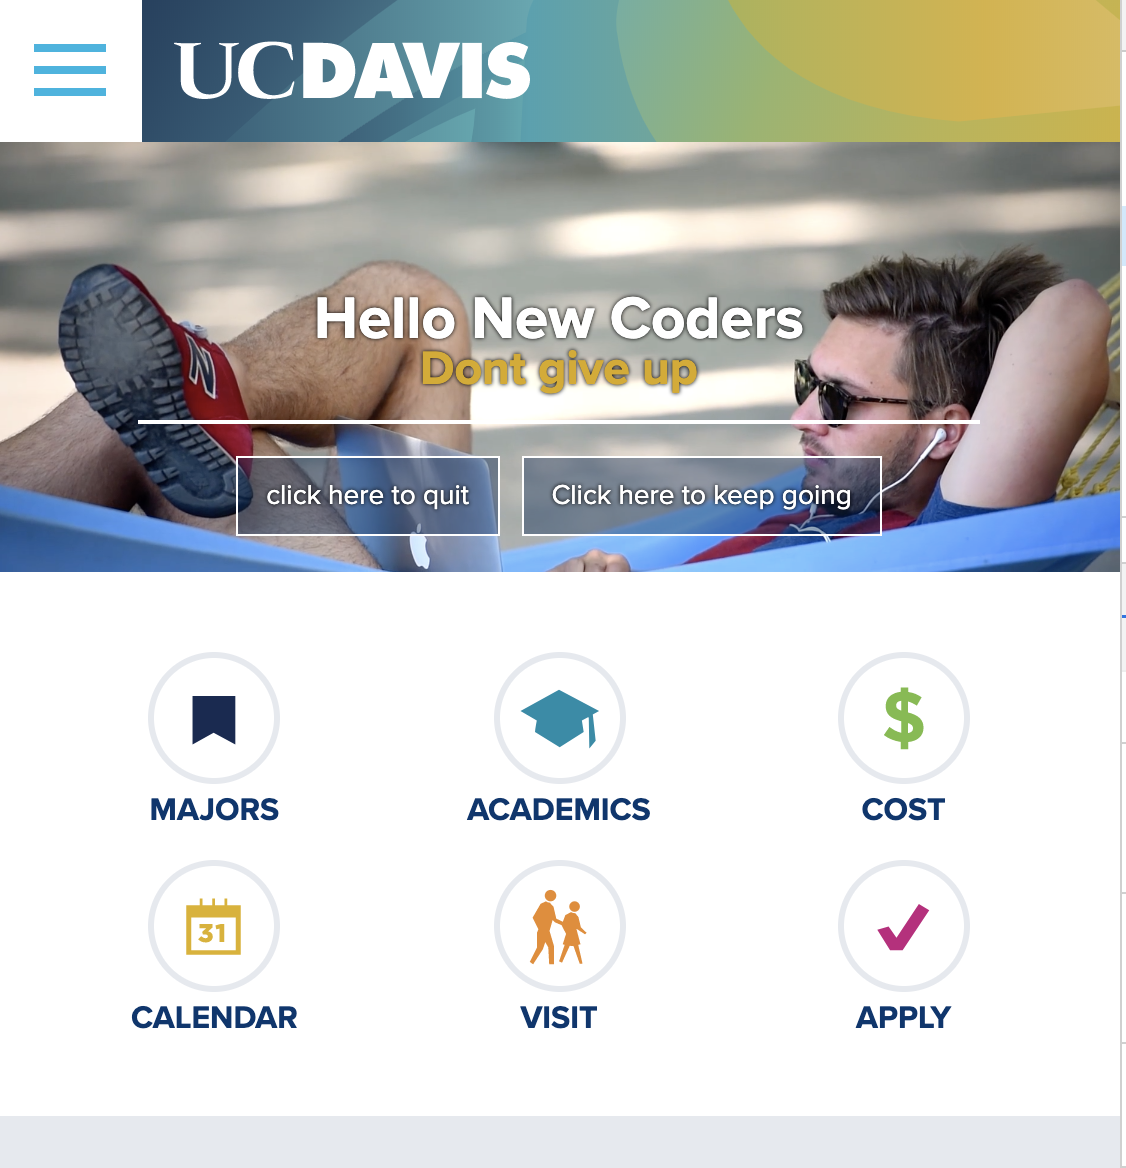 UCDAVIS
Hello New Coders
Dont give up
click here to quit
Click here to keep going
MAJORS
ACADEMICS
COST
31
CALENDAR
VISIT
APPLY